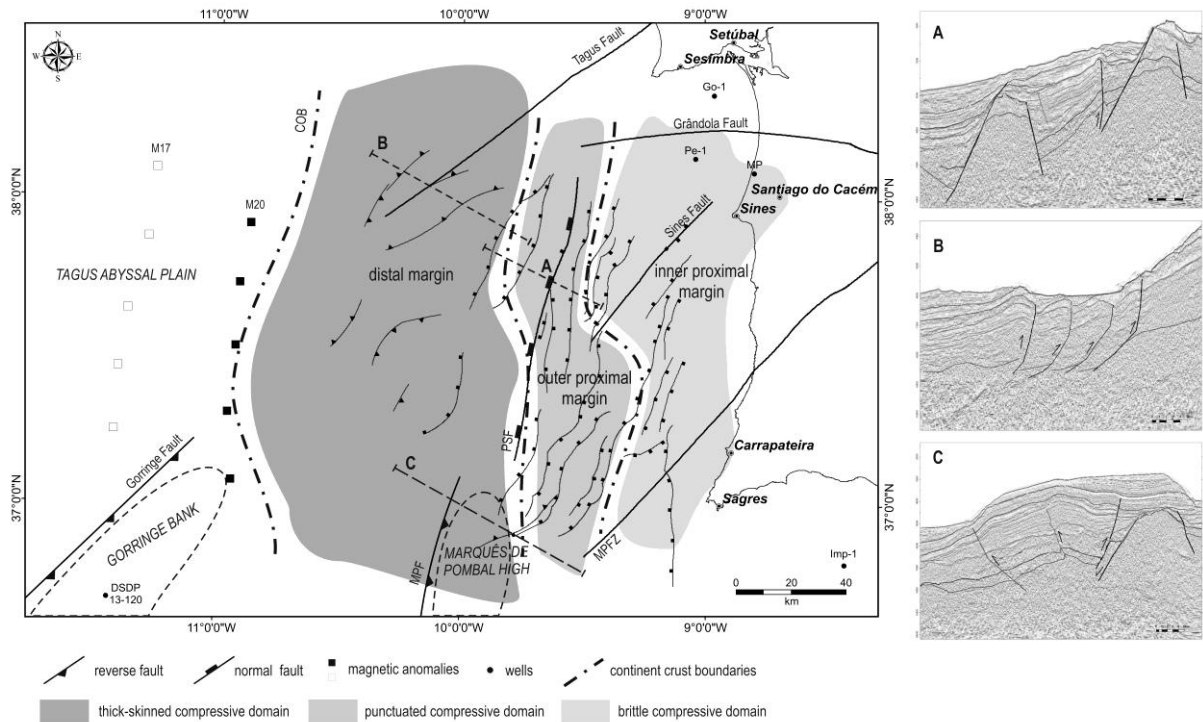 11°0'0"W
10°0'0"W
9°0'0"W
N
W
E
S
Setúbal
Sesimbra
Tagus Fault
Go-1
COB
M17
Grândola Fault
B
Pe-1
MP
38°0'0"N
38°0'0"N
M20
Santiago do Cacém
Sines
Sines Fault
TAGUS ABYSSAL PLAIN
distal margin
A
inner proximal
margin
outer proximal
margin
PSF
Gorringe Fault
C
Carrapateira
37°0'0"N
37°0'0"N
Sagres
GORRINGE BANK
MPF
MARQUÊS DE
POMBAL HIGH
MPFZ
Imp-1
DSDP
13-120
0 20 40
km
11°0'0"W
10°0'0"W
9°0'0"W
reverse fault
normal fault
magnetic anomalies
wells
continent crust boundaries
thick-skinned compressive domain
punctuated compressive domain
brittle compressive domain
A
B
C